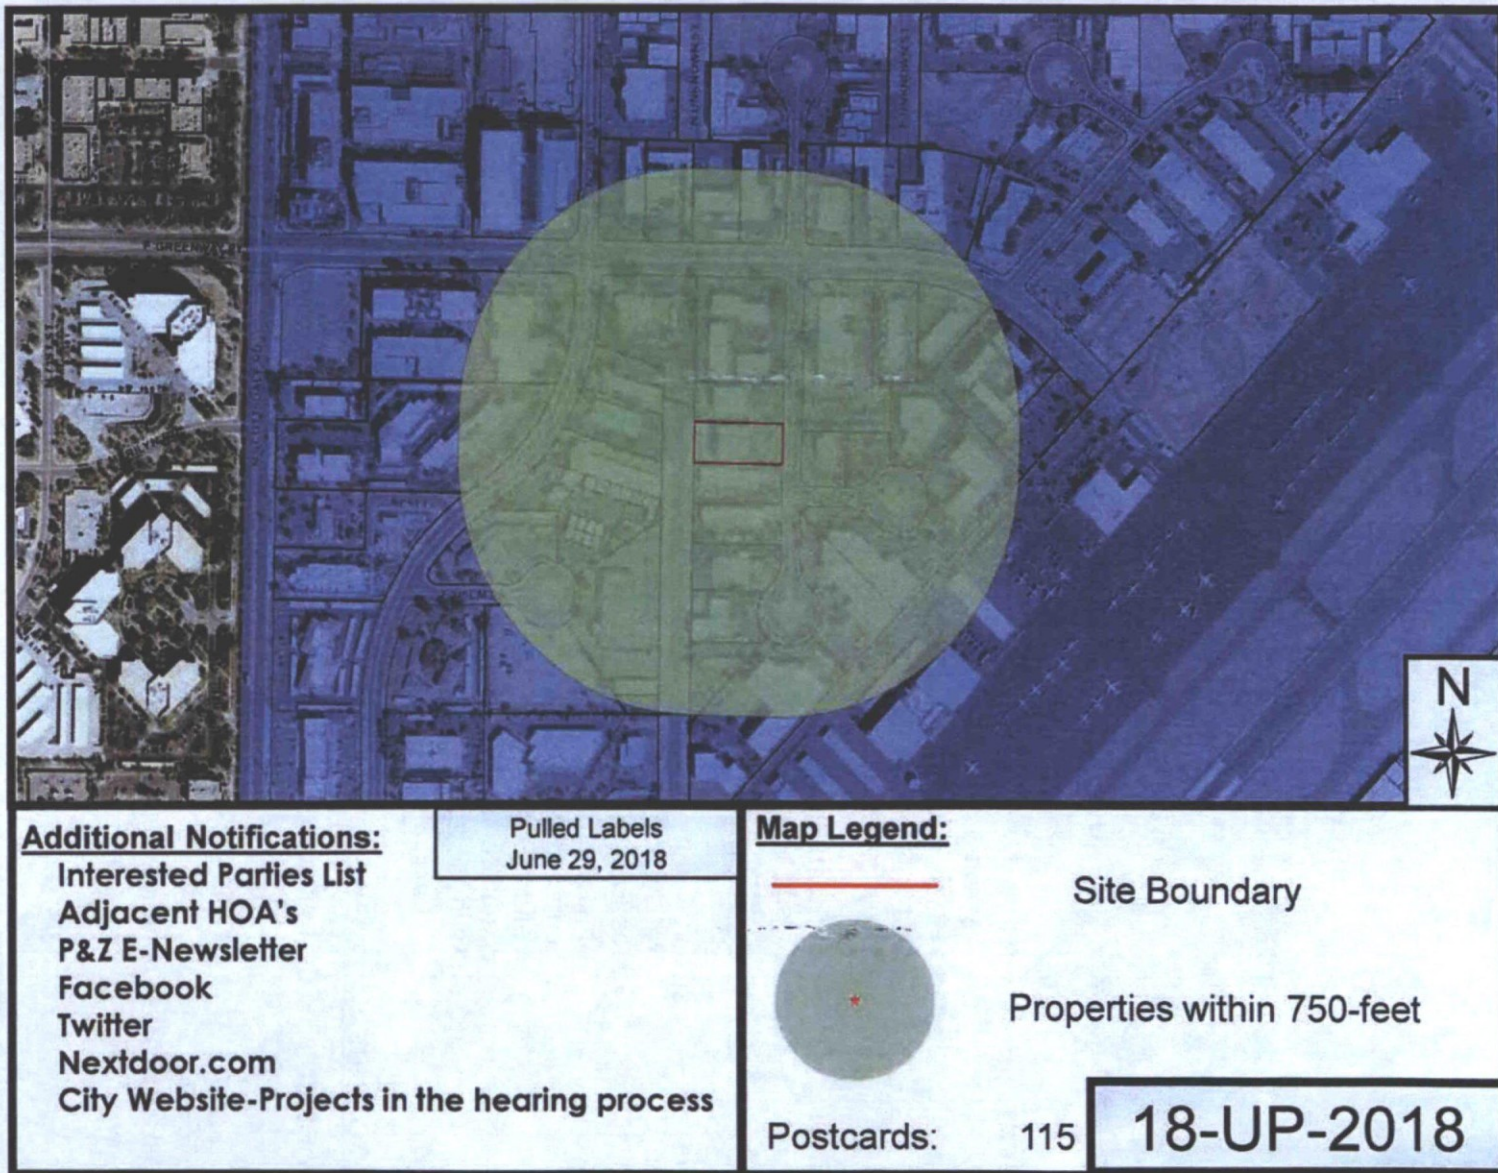 E GREENWAY
N
Additional Notifications:
Interested Parties List
Adjacent HOA's
P&Z E-Newsletter
Facebook
Twitter
Nextdoor.com
City Website-Projects in the hearing process
Pulled Labels
June 29, 2018
Map Legend:
Site Boundary
Properties within 750-feet
Postcards: 115
18-UP-2018